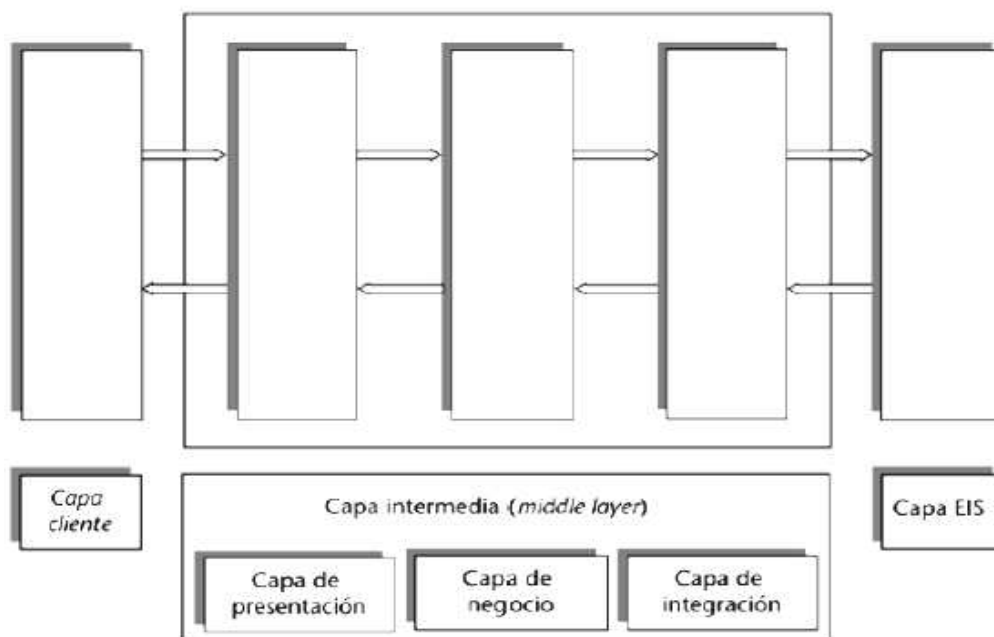 Capa
cliente
Capa intermedia (middle layer)
Capa EIS
Capa de
presentación
Capa de
negocio
Capa de
integración